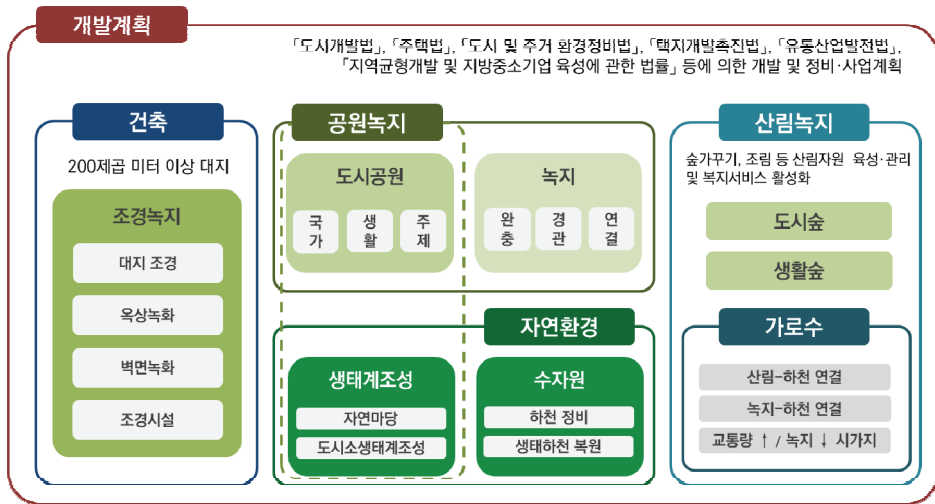 개발계획
「도시개발법」, 「주택법」, 「도시 및 주거 환경정비법」, 「택지개발촉진법」, 「유통산업발전법」,
「지역균형개발 및 지방중소기업 육성에 관한 법률」 등에 의한 개발 및 정비·사업계획
건축
200제곱 미터 이상 대지
조경녹지
대지 조경
옥상녹화
벽면녹화
조경시설
공원녹지
도시공원
국가
생활
주제
녹지
완충
경관
연결
자연환경
생태계조성
자연마당
도시소생태계조성
수자원
하천 정비
생태하천 복원
산림녹지
숲가꾸기, 조림 등 산림자원 육성·관리
및 복지서비스 활성화
도시숲
생활숲
가로수
산림-하천 연결
녹지-하천 연결
교통량 ↑ / 녹지 ↓ 시가지